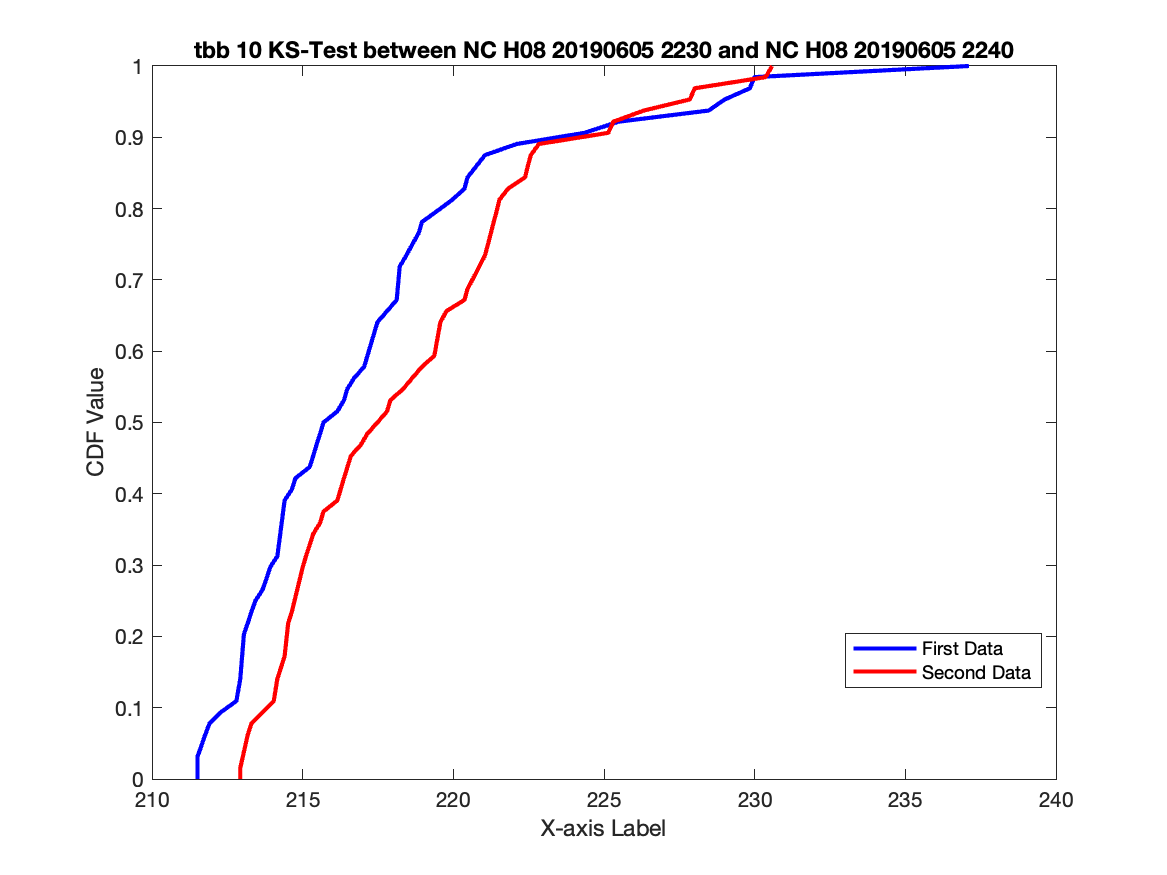 tbb 10 KS-Test between NC H08 20190605 2230 and NC H08 20190605 2240
1
0.9
0.8
0.7
0.6
0.5
0.4
0.3
0.2
0.1
0
CDF Value
First Data
Second Data
210 215 220 225 230 235 240
X-axis Label